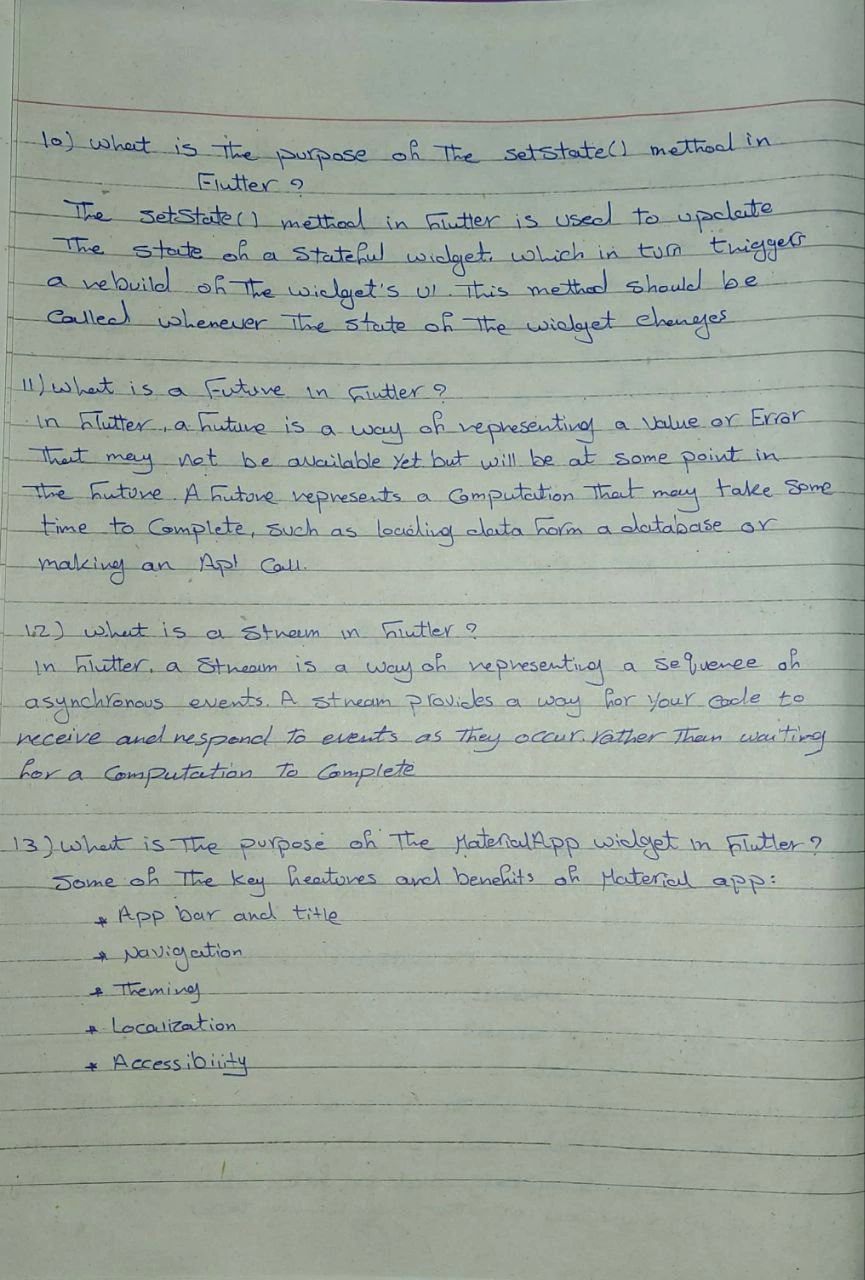 10) What is The purpose of The setState() method in
Flutter ?
The setState() method in Flutter is used to update
The state of a Stateful widget, which in turn triggers
a rebuild of The widget's UI. This method should be
Called whenever The state of The widget changes
11) What is a Future in Flutter ?
In Flutter, a Future is a way of representing a Value or Error
That may not be available Yet but will be at some point in
The Future. A Future represents a Computation That may take Some
time to Complete, such as loading data form a database or
making an API Call.
12) what is a Stream in Flutter ?
In Flutter, a Stream is a way of representing a sequence of
asynchronous events. A stream provides a way for your code to
receive and respond To events as They occur. rather Than waiting
for a Computation To Complete
13) What is The purpose of The MaterialApp widget in Flutter ?
Some of The key features and benefits of Material app:
* App bar and title
* Navigation
* Theming
* Localization
* Accessibility